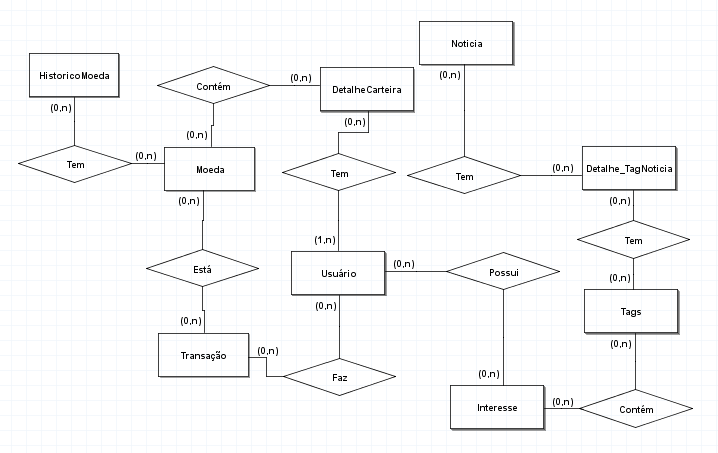 Noticia
(0,n)
HistoricoMoeda
(0,n)
Contém
(0,n)
DetalheCarteira
(0,n)
(0,n)
Tem
(0,n)
Moeda
(0,n)
Tem
(1,n)
Tem
(0,n)
Detalhe_TagNoticia
(0,n)
Tem
(0,n)
Está
(0,n)
Usuário
(0,n)
(0,n)
Possui
(0,n)
Tags
(0,n)
Transação
(0,n)
Faz
(0,n)
Interesse
(0,n)
Contém